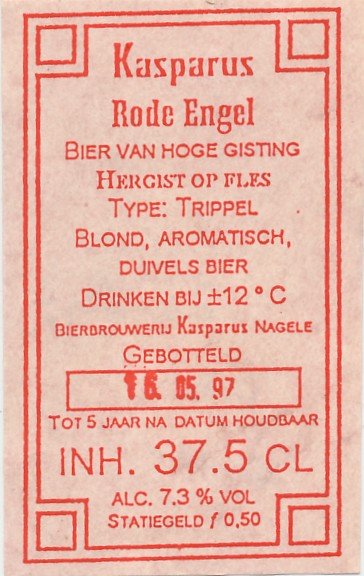 Kasparus
Rode Engel
BIER VAN HOGE GISTING
HERGIST OP FLES
TYPE: TRIPPEL
BLOND, AROMATISCH,
DUIVELS BIER
DRINKEN BIJ ±12 ° C
BIERBROUWERIJ Kasparus NAGELE
GEBOTTELD
16. 05. 97
TOT 5 JAAR NA DATUM HOUDBAAR
INH. 37.5 CL
ALC. 7.3 % VOL
STATIEGELD ƒ 0,50